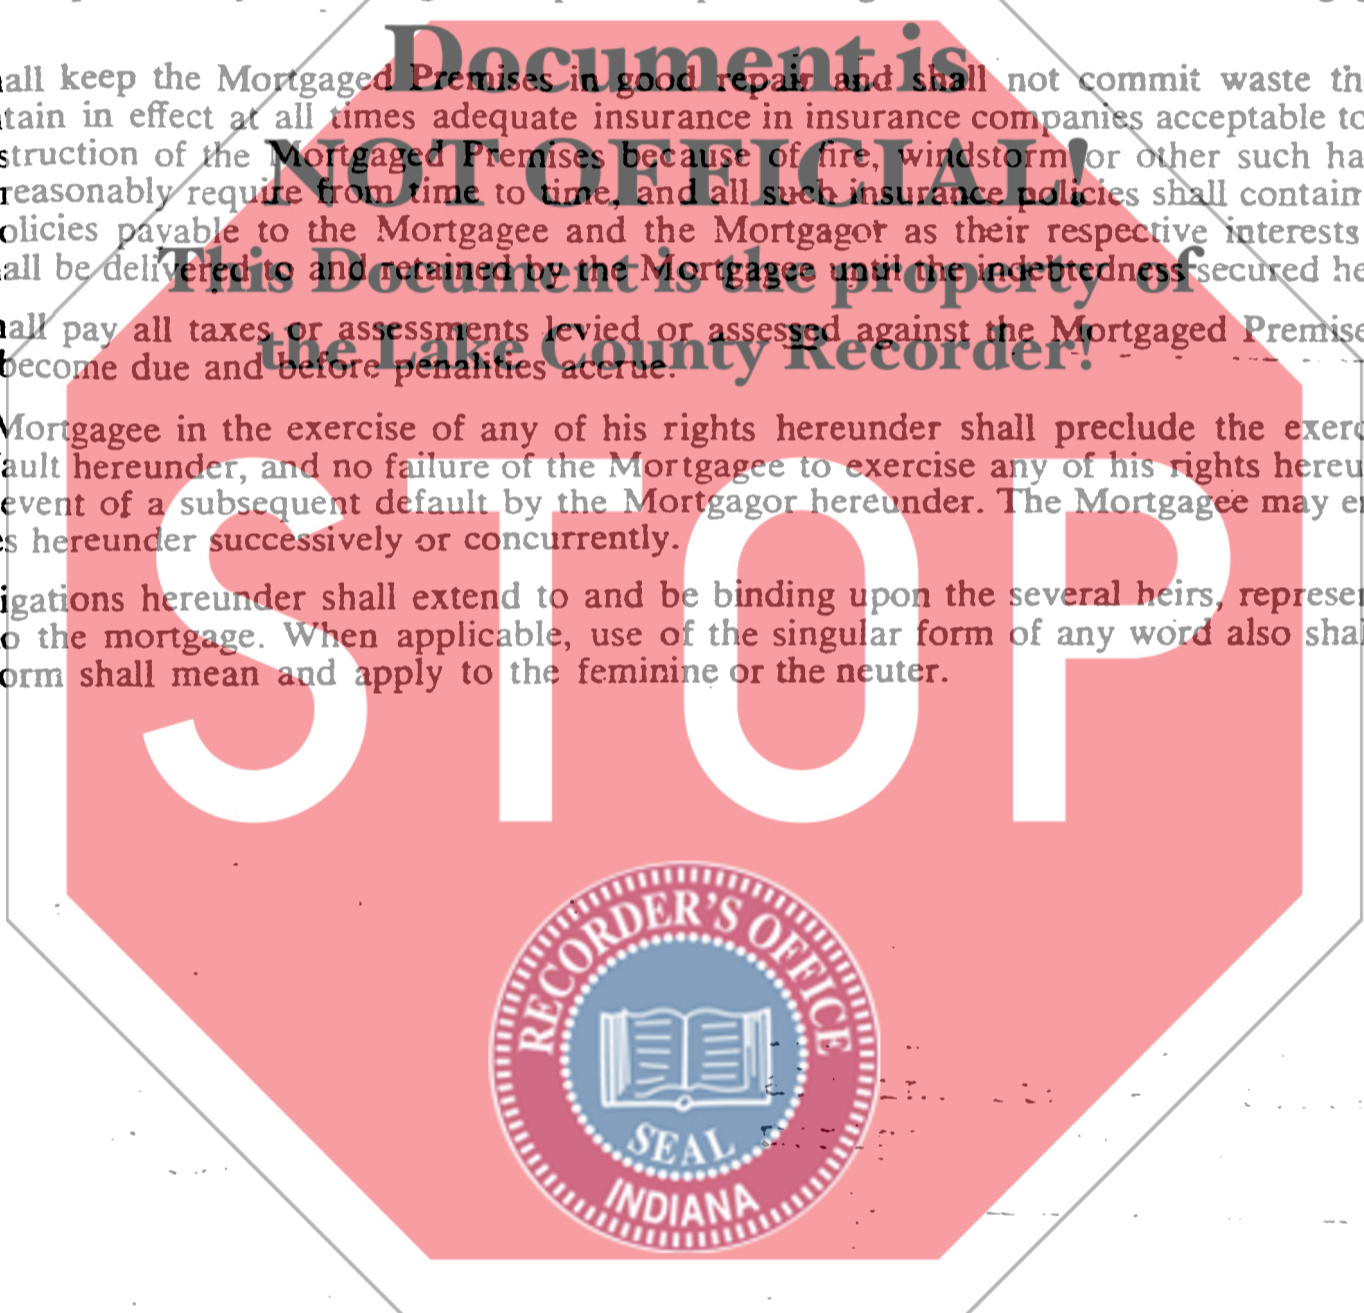 Document is
all keep the Mortgaged Premises in good repair and shall not commit waste th
tain in effect at all times adequate insurance in insurance companies acceptable to
NOT OFFICIAL!
struction of the Mortgaged Premises because of fire, windstorm or other such ha
reasonably require from time to time, and all such insurance policies shall contain
olicies payable to the Mortgagee and the Mortgagor as their respective interests
This Document is the property of
all be delivered to and retained by the Mortgagee until the indebtedness secured he
all pay all taxes or assessments levied or assessed against the Mortgaged Premise
the Lake County Recorder!
become due and before penalties accrue.
Mortgagee in the exercise of any of his rights hereunder shall preclude the exerc
ault hereunder, and no failure of the Mortgagee to exercise any of his rights hereu
event of a subsequent default by the Mortgagor hereunder. The Mortgagee may e
s hereunder successively or concurrently.
STOP
igations hereunder shall extend to and be binding upon the several heirs, represe
o the mortgage. When applicable, use of the singular form of any word also shal
orm shall mean and apply to the feminine or the neuter.
RECORDER'S OFFICE
SEAL
INDIANA